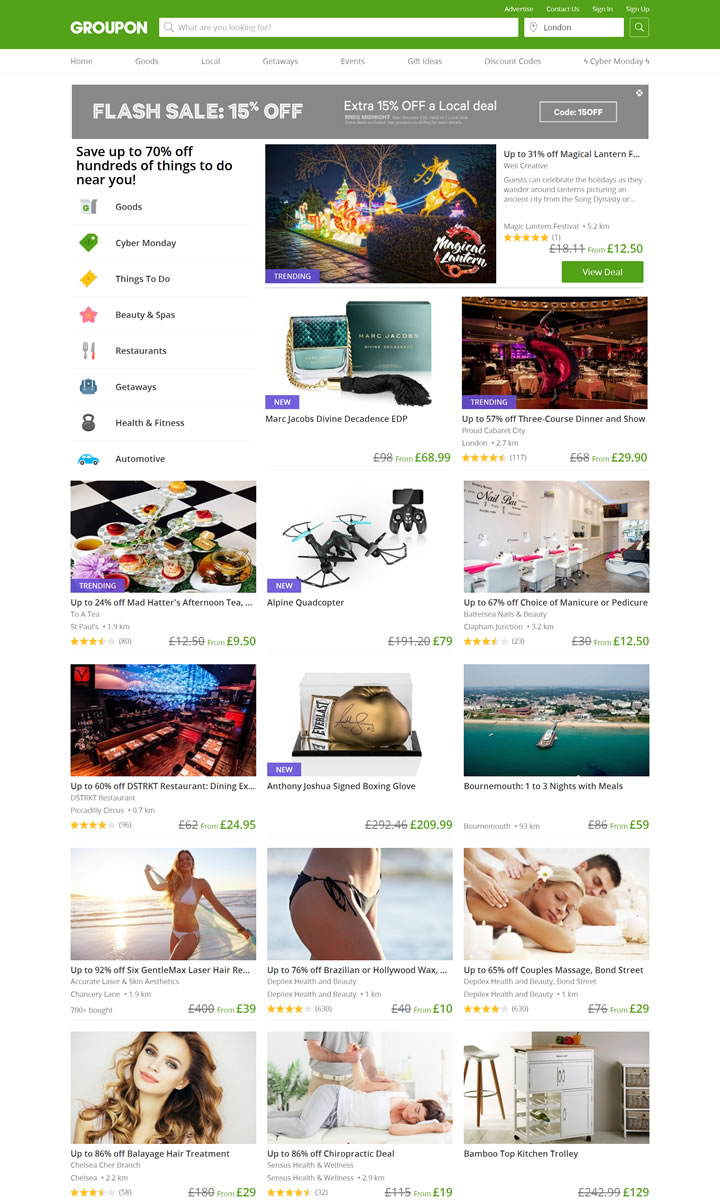 Advertise Contact Us Sign In Sign Up
GROUPON
What are you looking for?
London
Home Goods Local Getaways Events Gift Ideas Discount Codes Cyber Monday
FLASH SALE: 15% OFF
Extra 15% OFF a Local deal
ENDS MIDNIGHT
Code: 15OFF
Save up to 70% off
hundreds of things to do
near you!
Goods
Cyber Monday
Things To Do
Beauty & Spas
Restaurants
Getaways
Health & Fitness
Automotive
Magical
Lantern
TRENDING
Up to 31% off Magical Lantern F...
Well Creative
Guests can celebrate the holidays as they
wander around lanterns picturing an
ancient city from the Song Dynasty or...
Magic Lantern Festival • 5.2 km
(1)
£18.11 From £12.50
View Deal
MARC JACOBS
DIVINE DECADENCE
NEW
Marc Jacobs Divine Decadence EDP
£98 From £68.99
TRENDING
Up to 57% off Three-Course Dinner and Show
Proud Cabaret City
London • 2.7 km
(117) £68 From £29.90
TRENDING
Up to 24% off Mad Hatter's Afternoon Tea, ...
To A Tea
St Paul's • 1.9 km
(80) £12.50 From £9.50
NEW
Alpine Quadcopter
£191.20 £79
Nail Bar
Up to 67% off Choice of Manicure or Pedicure
Battersea Nails & Beauty
Clapham Junction • 3.2 km
(23) £30 From £12.50
Up to 60% off DSTRKT Restaurant: Dining Ex...
DSTRKT Restaurant
Piccadilly Circus • 0.7 km
(96) £62 From £24.95
EVERLAST
NEW
Anthony Joshua Signed Boxing Glove
£292.46 £209.99
Bournemouth: 1 to 3 Nights with Meals
Bournemouth • 93 km £86 From £59
Up to 92% off Six GentleMax Laser Hair Re...
Accurate Laser & Skin Aesthetics
Chancery Lane • 1.9 km
700+ bought £400 From £39
Up to 76% off Brazilian or Hollywood Wax, ...
Depilex Health and Beauty
Depilex Health and Beauty • 1 km
(630) £40 From £10
Up to 65% off Couples Massage, Bond Street
Depilex Health and Beauty, Bond Street
Depilex Health and Beauty • 1 km
(630) £76 From £29
Up to 86% off Balayage Hair Treatment
Chelsea Cher Branch
Chelsea • 2.2 km
(58) £180 From £29
Up to 86% off Chiropractic Deal
Sensus Health & Wellness
Sensus Health & Wellness • 2.9 km
(32) £115 From £19
Bamboo Top Kitchen Trolley
£242.99 £129